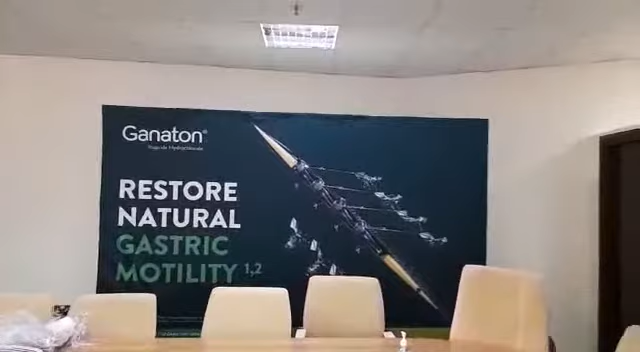 Ganaton®
RESTORE
NATURAL
GASTRIC
MOTILITY 1,2